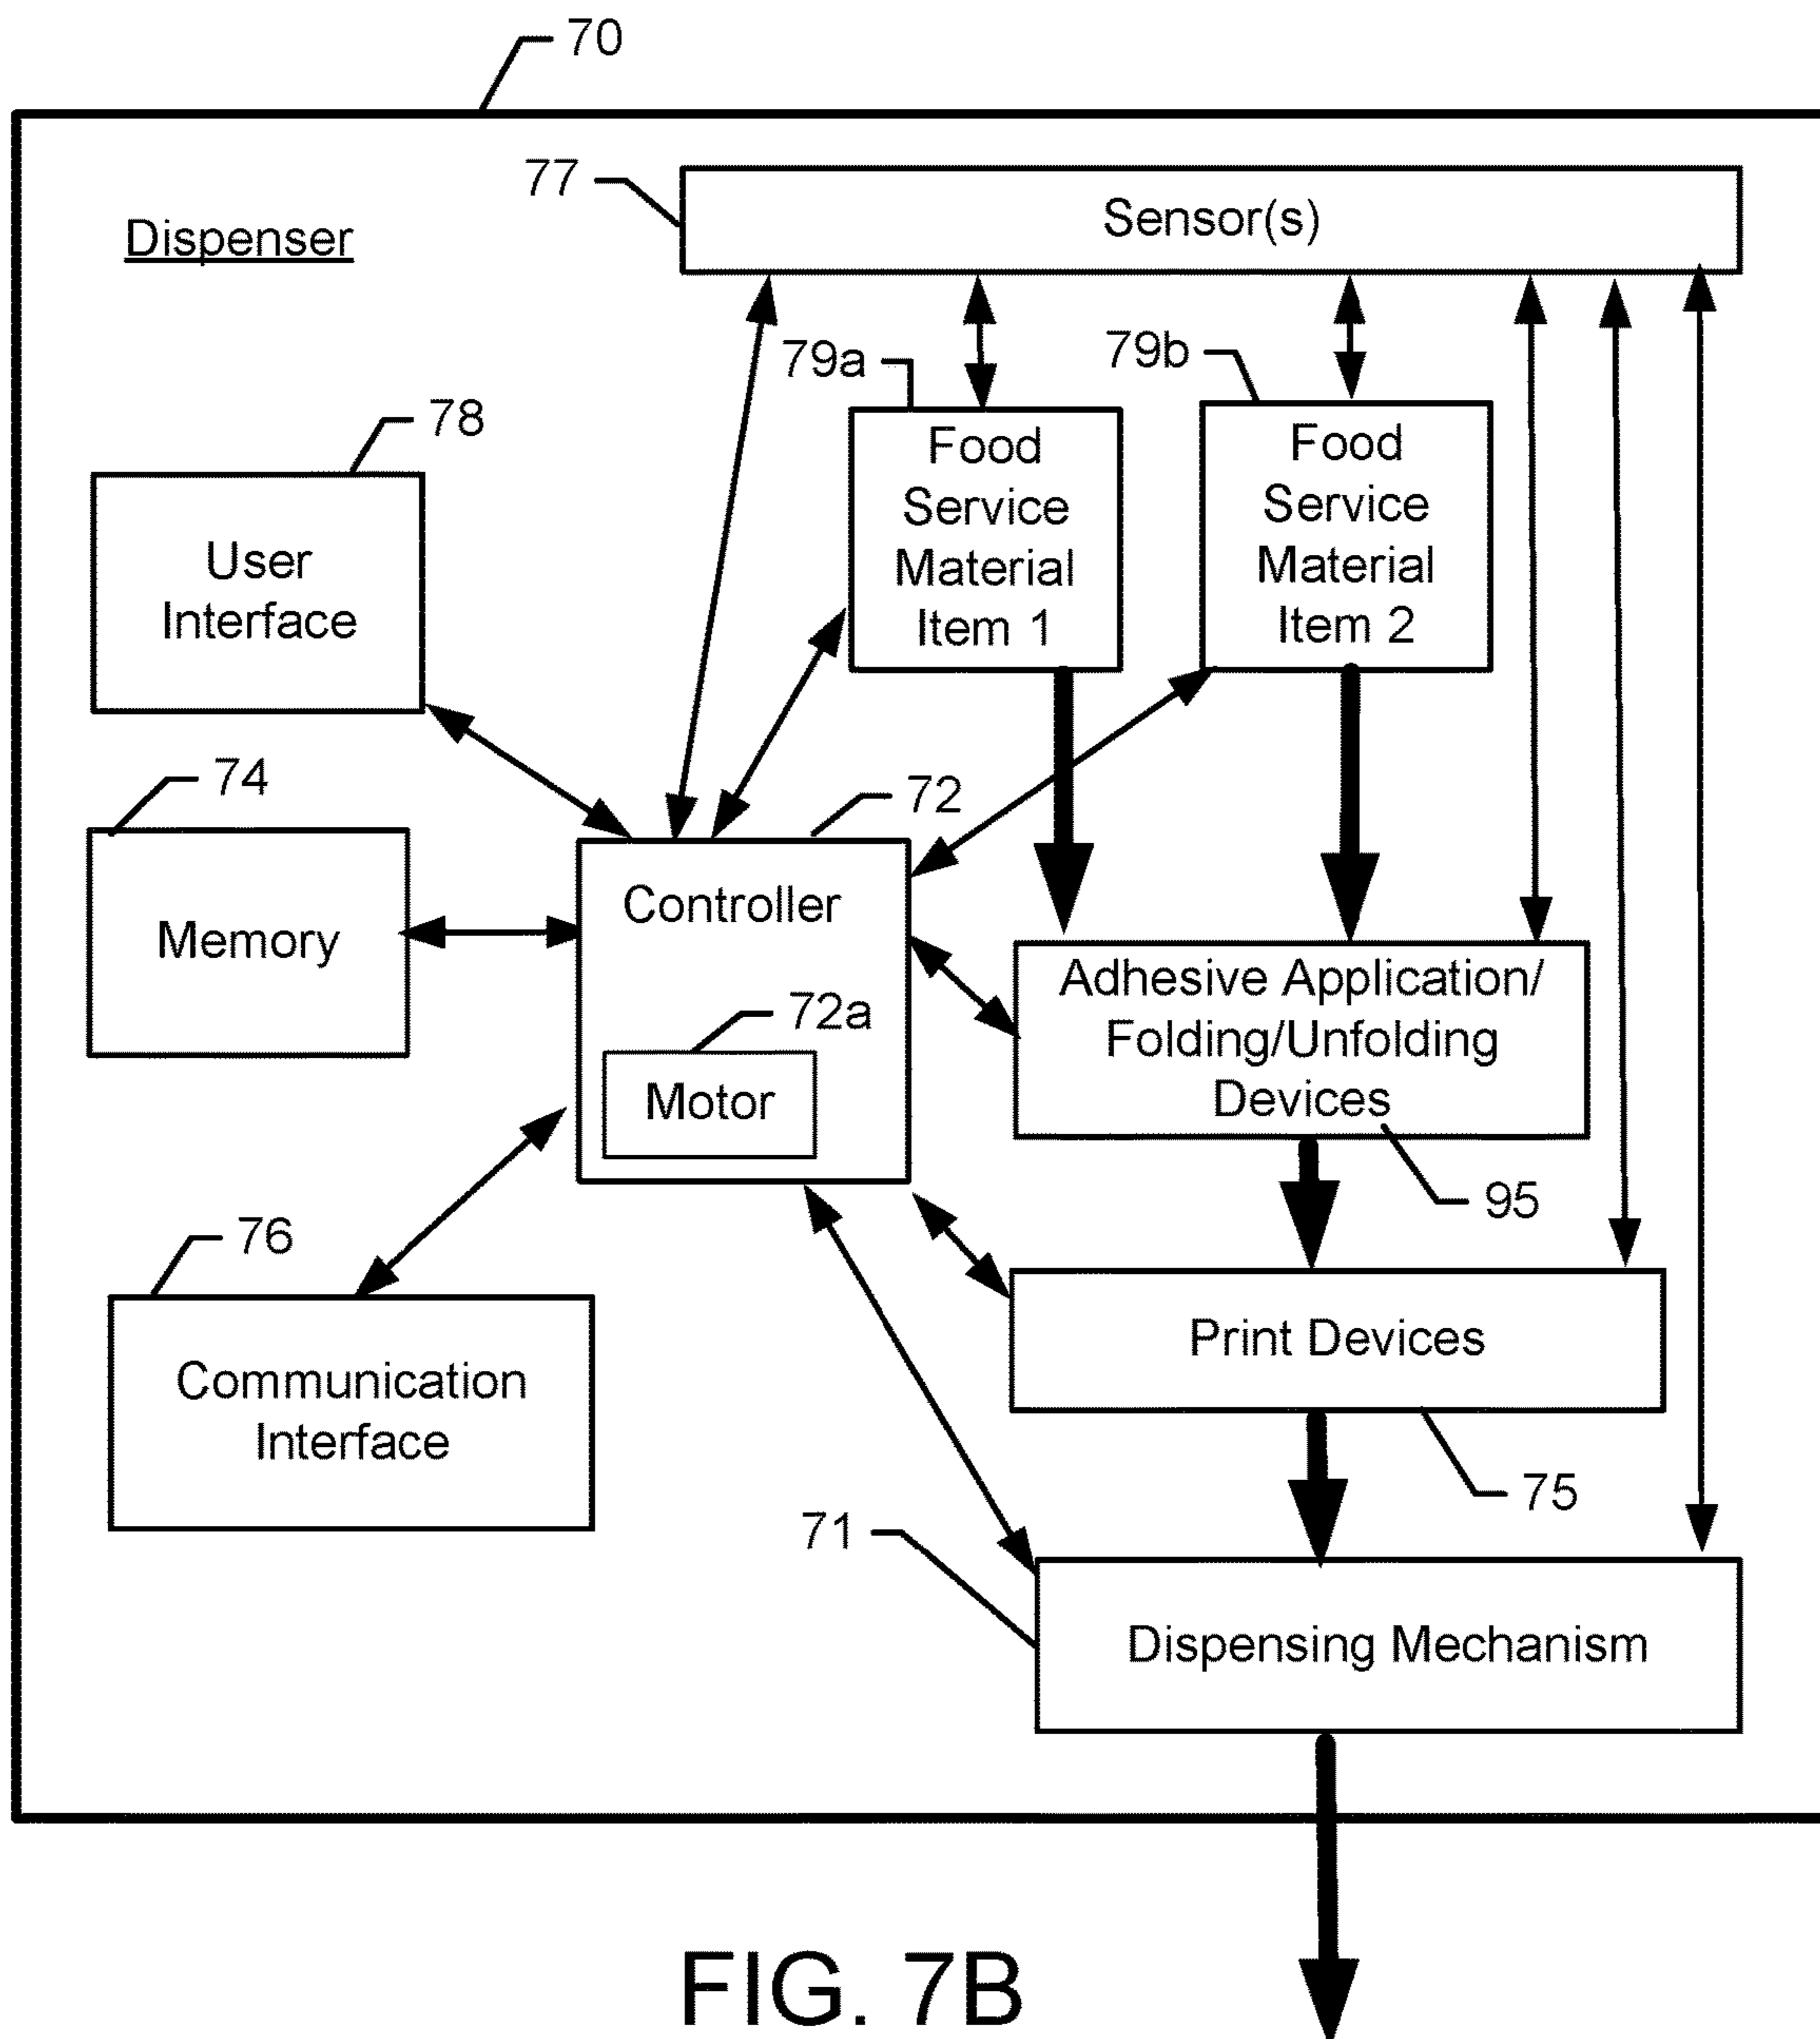 70
77
Sensor(s)
Dispenser
79a
79b
78
Food
Service
Material
Item 1
Food
Service
Material
Item 2
User
Interface
74
72
Memory
Controller
72a
Motor
Adhesive Application/
Folding/Unfolding
Devices
95
76
Communication
Interface
Print Devices
75
71
Dispensing Mechanism
FIG. 7B